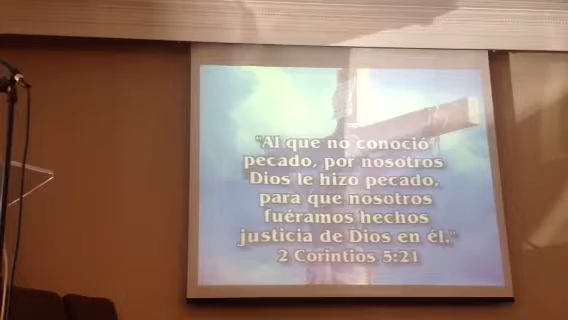 "Al que no conoció
pecado, por nosotros
Dios le hizo pecado,
para que nosotros
fuéramos hechos
justicia de Dios en él."
2 Corintios 5:21